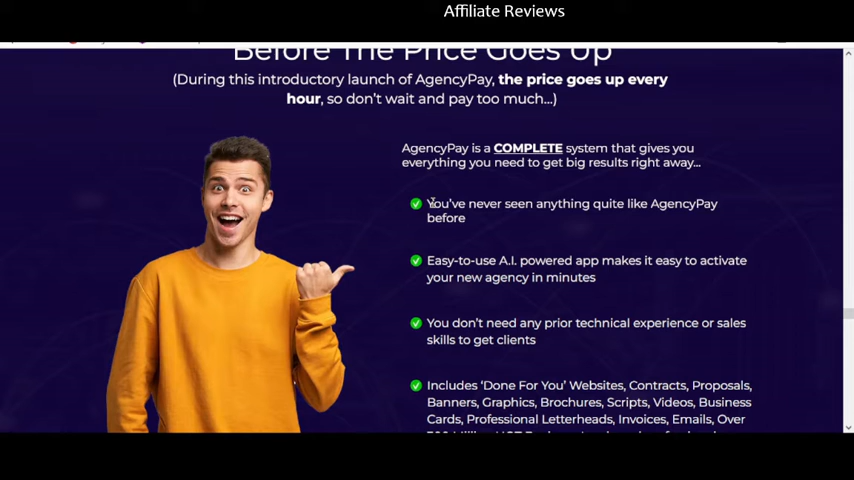 Affiliate Reviews
Before The Price Goes Up
(During this introductory launch of AgencyPay, the price goes up every
hour, so don't wait and pay too much...)
AgencyPay is a COMPLETE system that gives you
everything you need to get big results right away...
You've never seen anything quite like AgencyPay
before
Easy-to-use A.I. powered app makes it easy to activate
your new agency in minutes
You don't need any prior technical experience or sales
skills to get clients
Includes ‘Done For You’ Websites, Contracts, Proposals,
Banners, Graphics, Brochures, Scripts, Videos, Business
Cards, Professional Letterheads, Invoices, Emails, Over